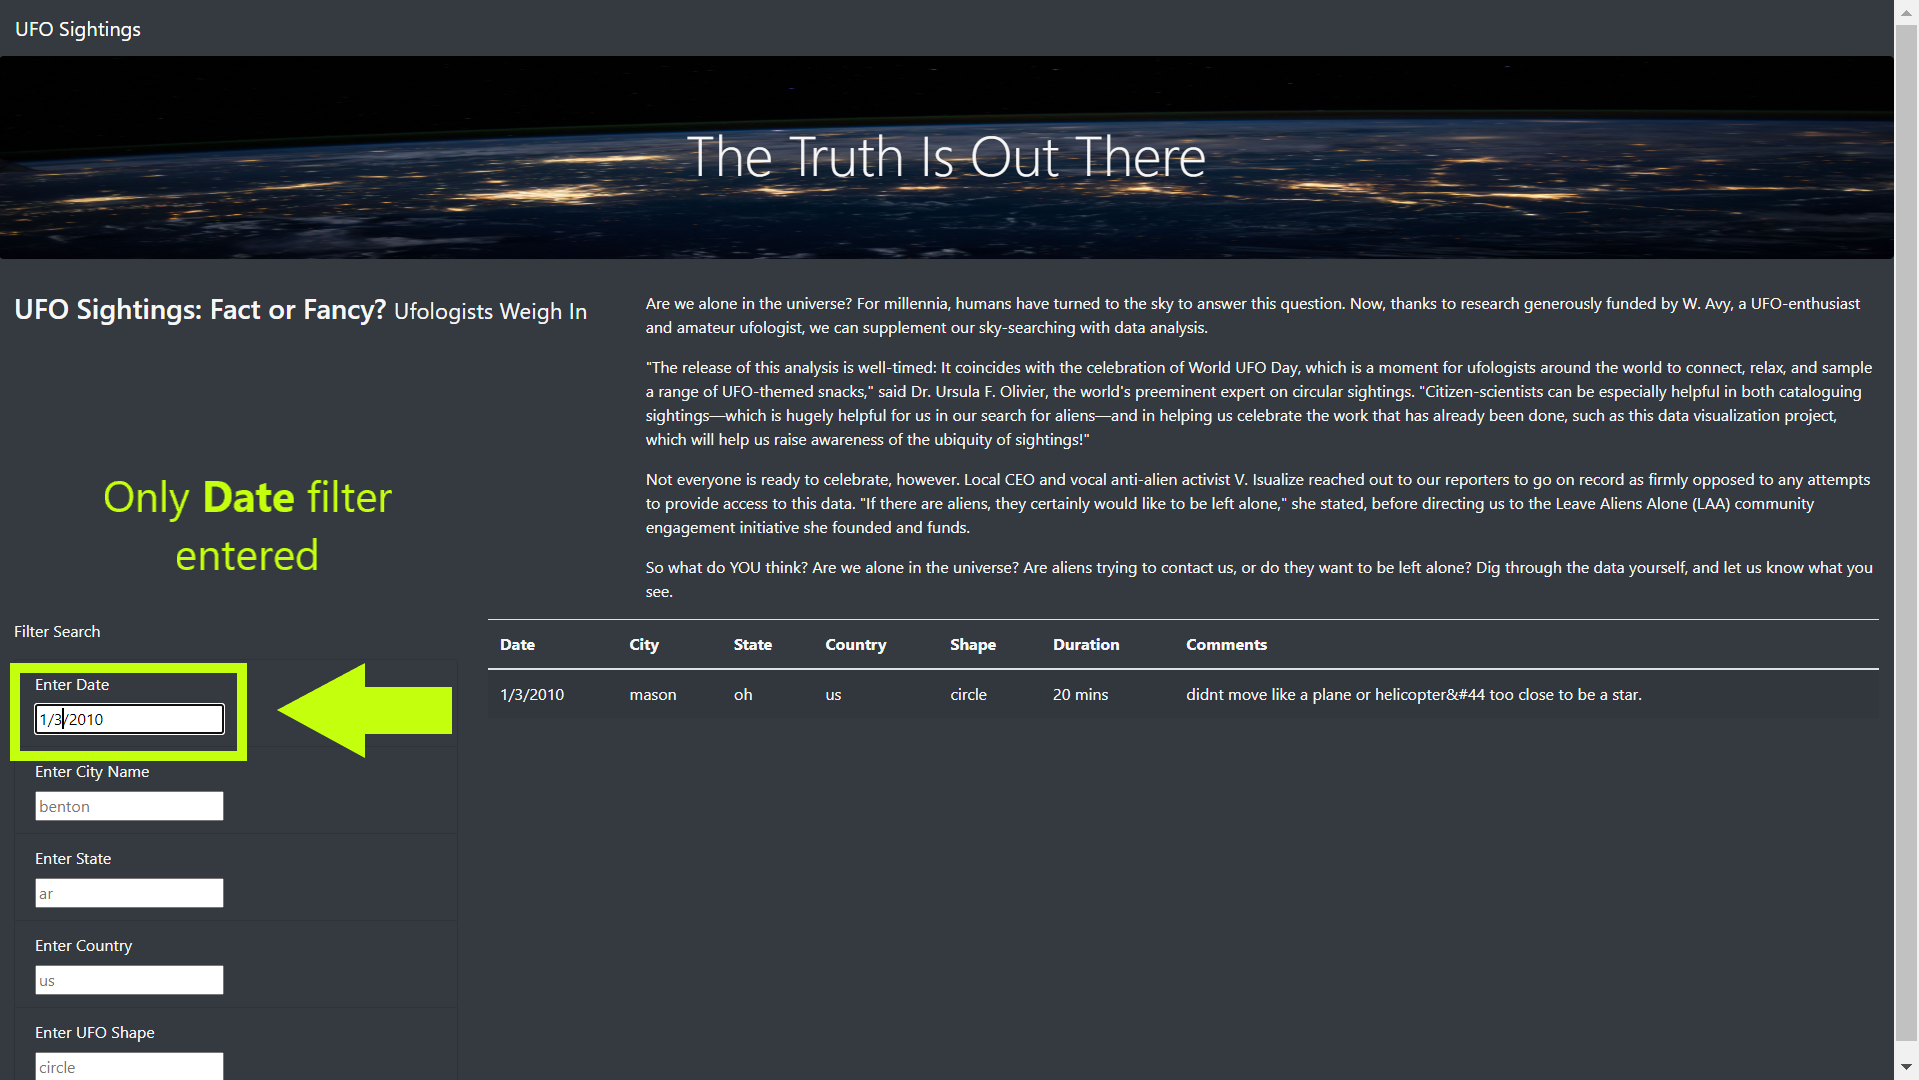 UFO Sightings
The Truth Is Out There
UFO Sightings: Fact or Fancy? Ufologists Weigh In
Are we alone in the universe? For millennia, humans have turned to the sky to answer this question. Now, thanks to research generously funded by W. Avy, a UFO-enthusiast
and amateur ufologist, we can supplement our sky-searching with data analysis.
"The release of this analysis is well-timed: It coincides with the celebration of World UFO Day, which is a moment for ufologists around the world to connect, relax, and sample
a range of UFO-themed snacks," said Dr. Ursula F. Olivier, the world's preeminent expert on circular sightings. "Citizen-scientists can be especially helpful in both cataloguing
sightings—which is hugely helpful for us in our search for aliens—and in helping us celebrate the work that has already been done, such as this data visualization project,
which will help us raise awareness of the ubiquity of sightings!"
Not everyone is ready to celebrate, however. Local CEO and vocal anti-alien activist V. Isualize reached out to our reporters to go on record as firmly opposed to any attempts
to provide access to this data. "If there are aliens, they certainly would like to be left alone," she stated, before directing us to the Leave Aliens Alone (LAA) community
engagement initiative she founded and funds.
So what do YOU think? Are we alone in the universe? Are aliens trying to contact us, or do they want to be left alone? Dig through the data yourself, and let us know what you
see.
Only Date filter
entered
Filter Search
Enter Date
1/3/2010
Enter City Name
benton
Enter State
ar
Enter Country
us
Enter UFO Shape
circle
Date City State Country Shape Duration Comments
1/3/2010 mason oh us circle 20 mins didnt move like a plane or helicopter&#44 too close to be a star.